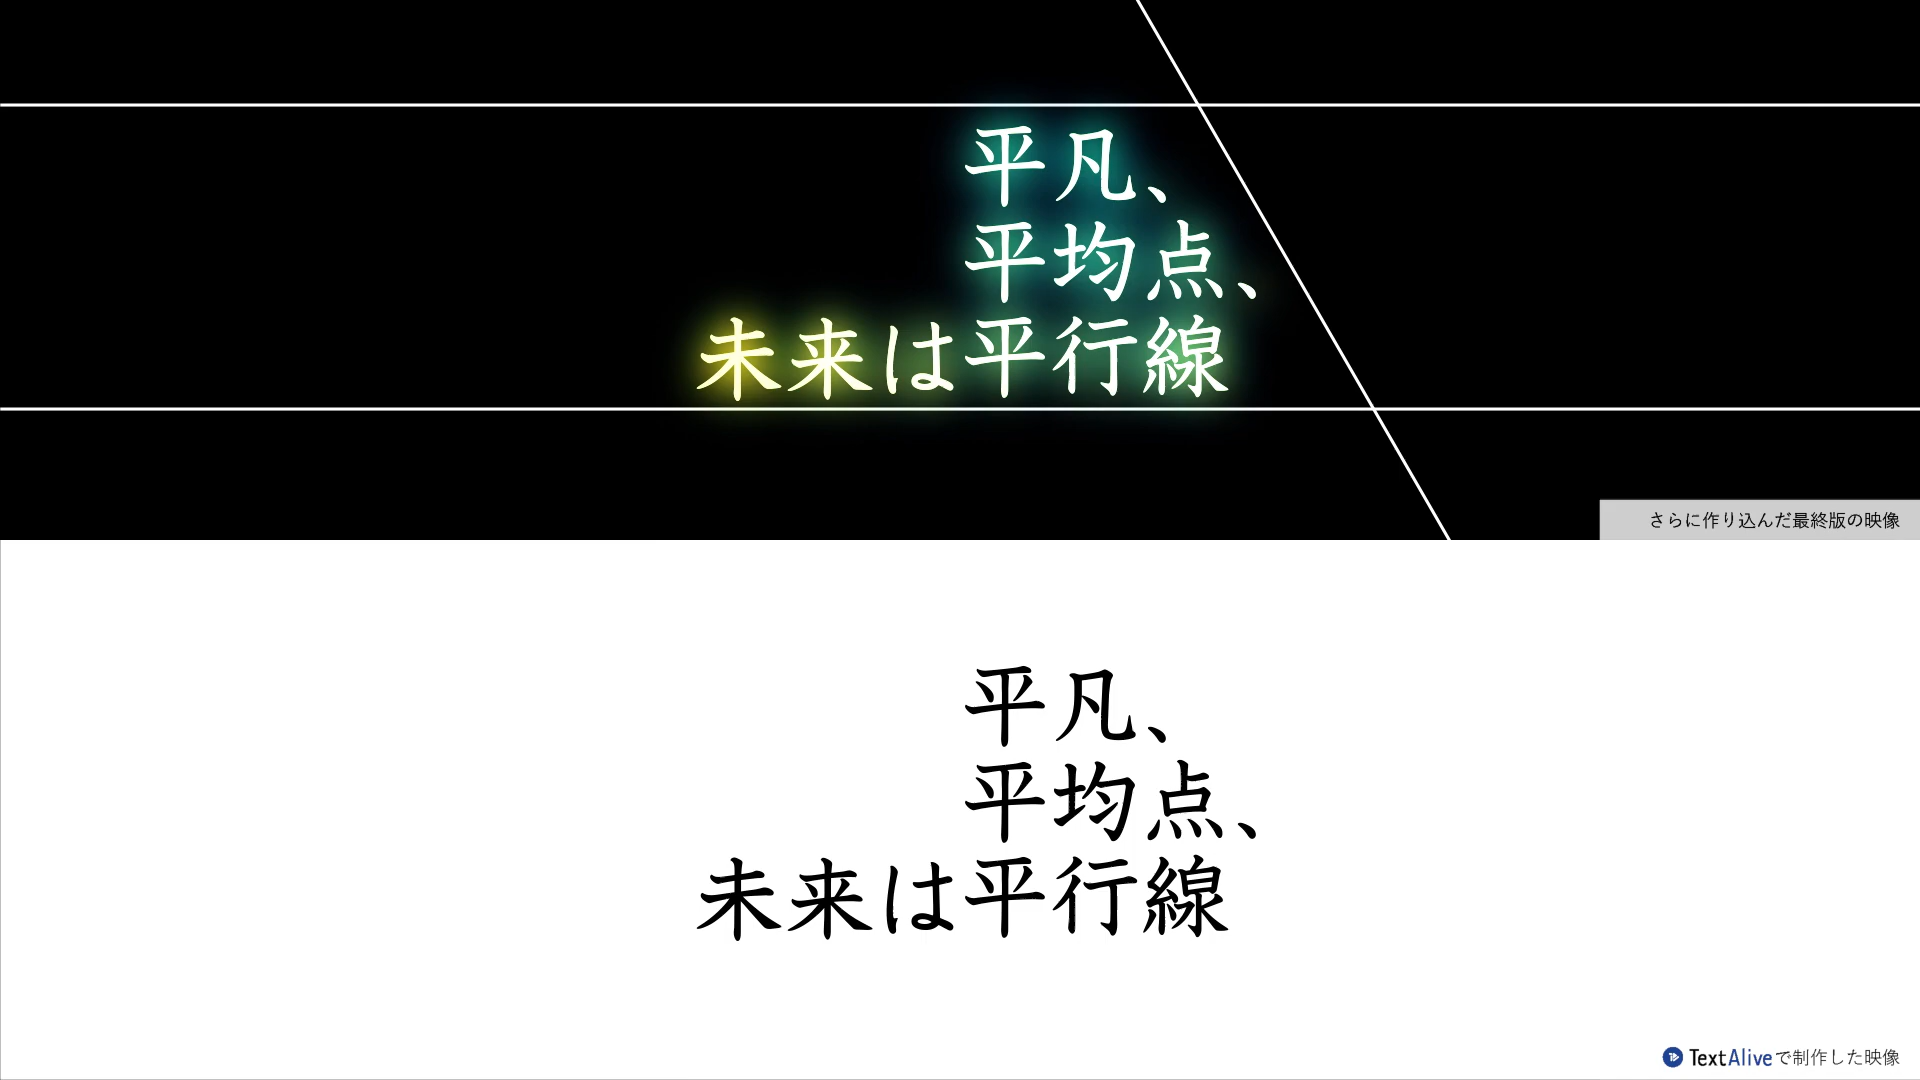 平凡、
平均点、
未来は平行線
さらに作り込んだ最終版の映像
平凡、
平均点、
未来は平行線
TextAliveで制作した映像